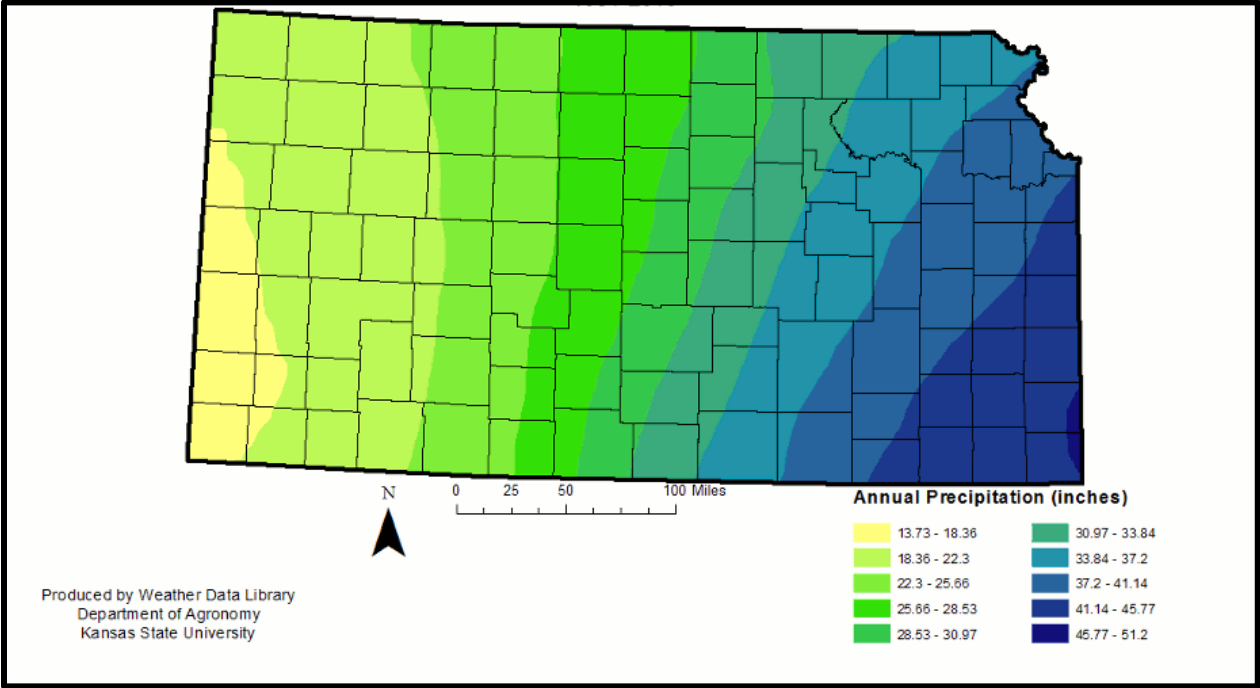 N
0 25 50 100 Miles
Annual Precipitation (inches)
13.73 - 18.36
18.36 - 22.3
22.3 - 25.66
25.66 - 28.53
28.53 - 30.97
30.97 - 33.84
33.84 - 37.2
37.2 - 41.14
41.14 - 45.77
45.77 - 51.2
Produced by Weather Data Library
Department of Agronomy
Kansas State University